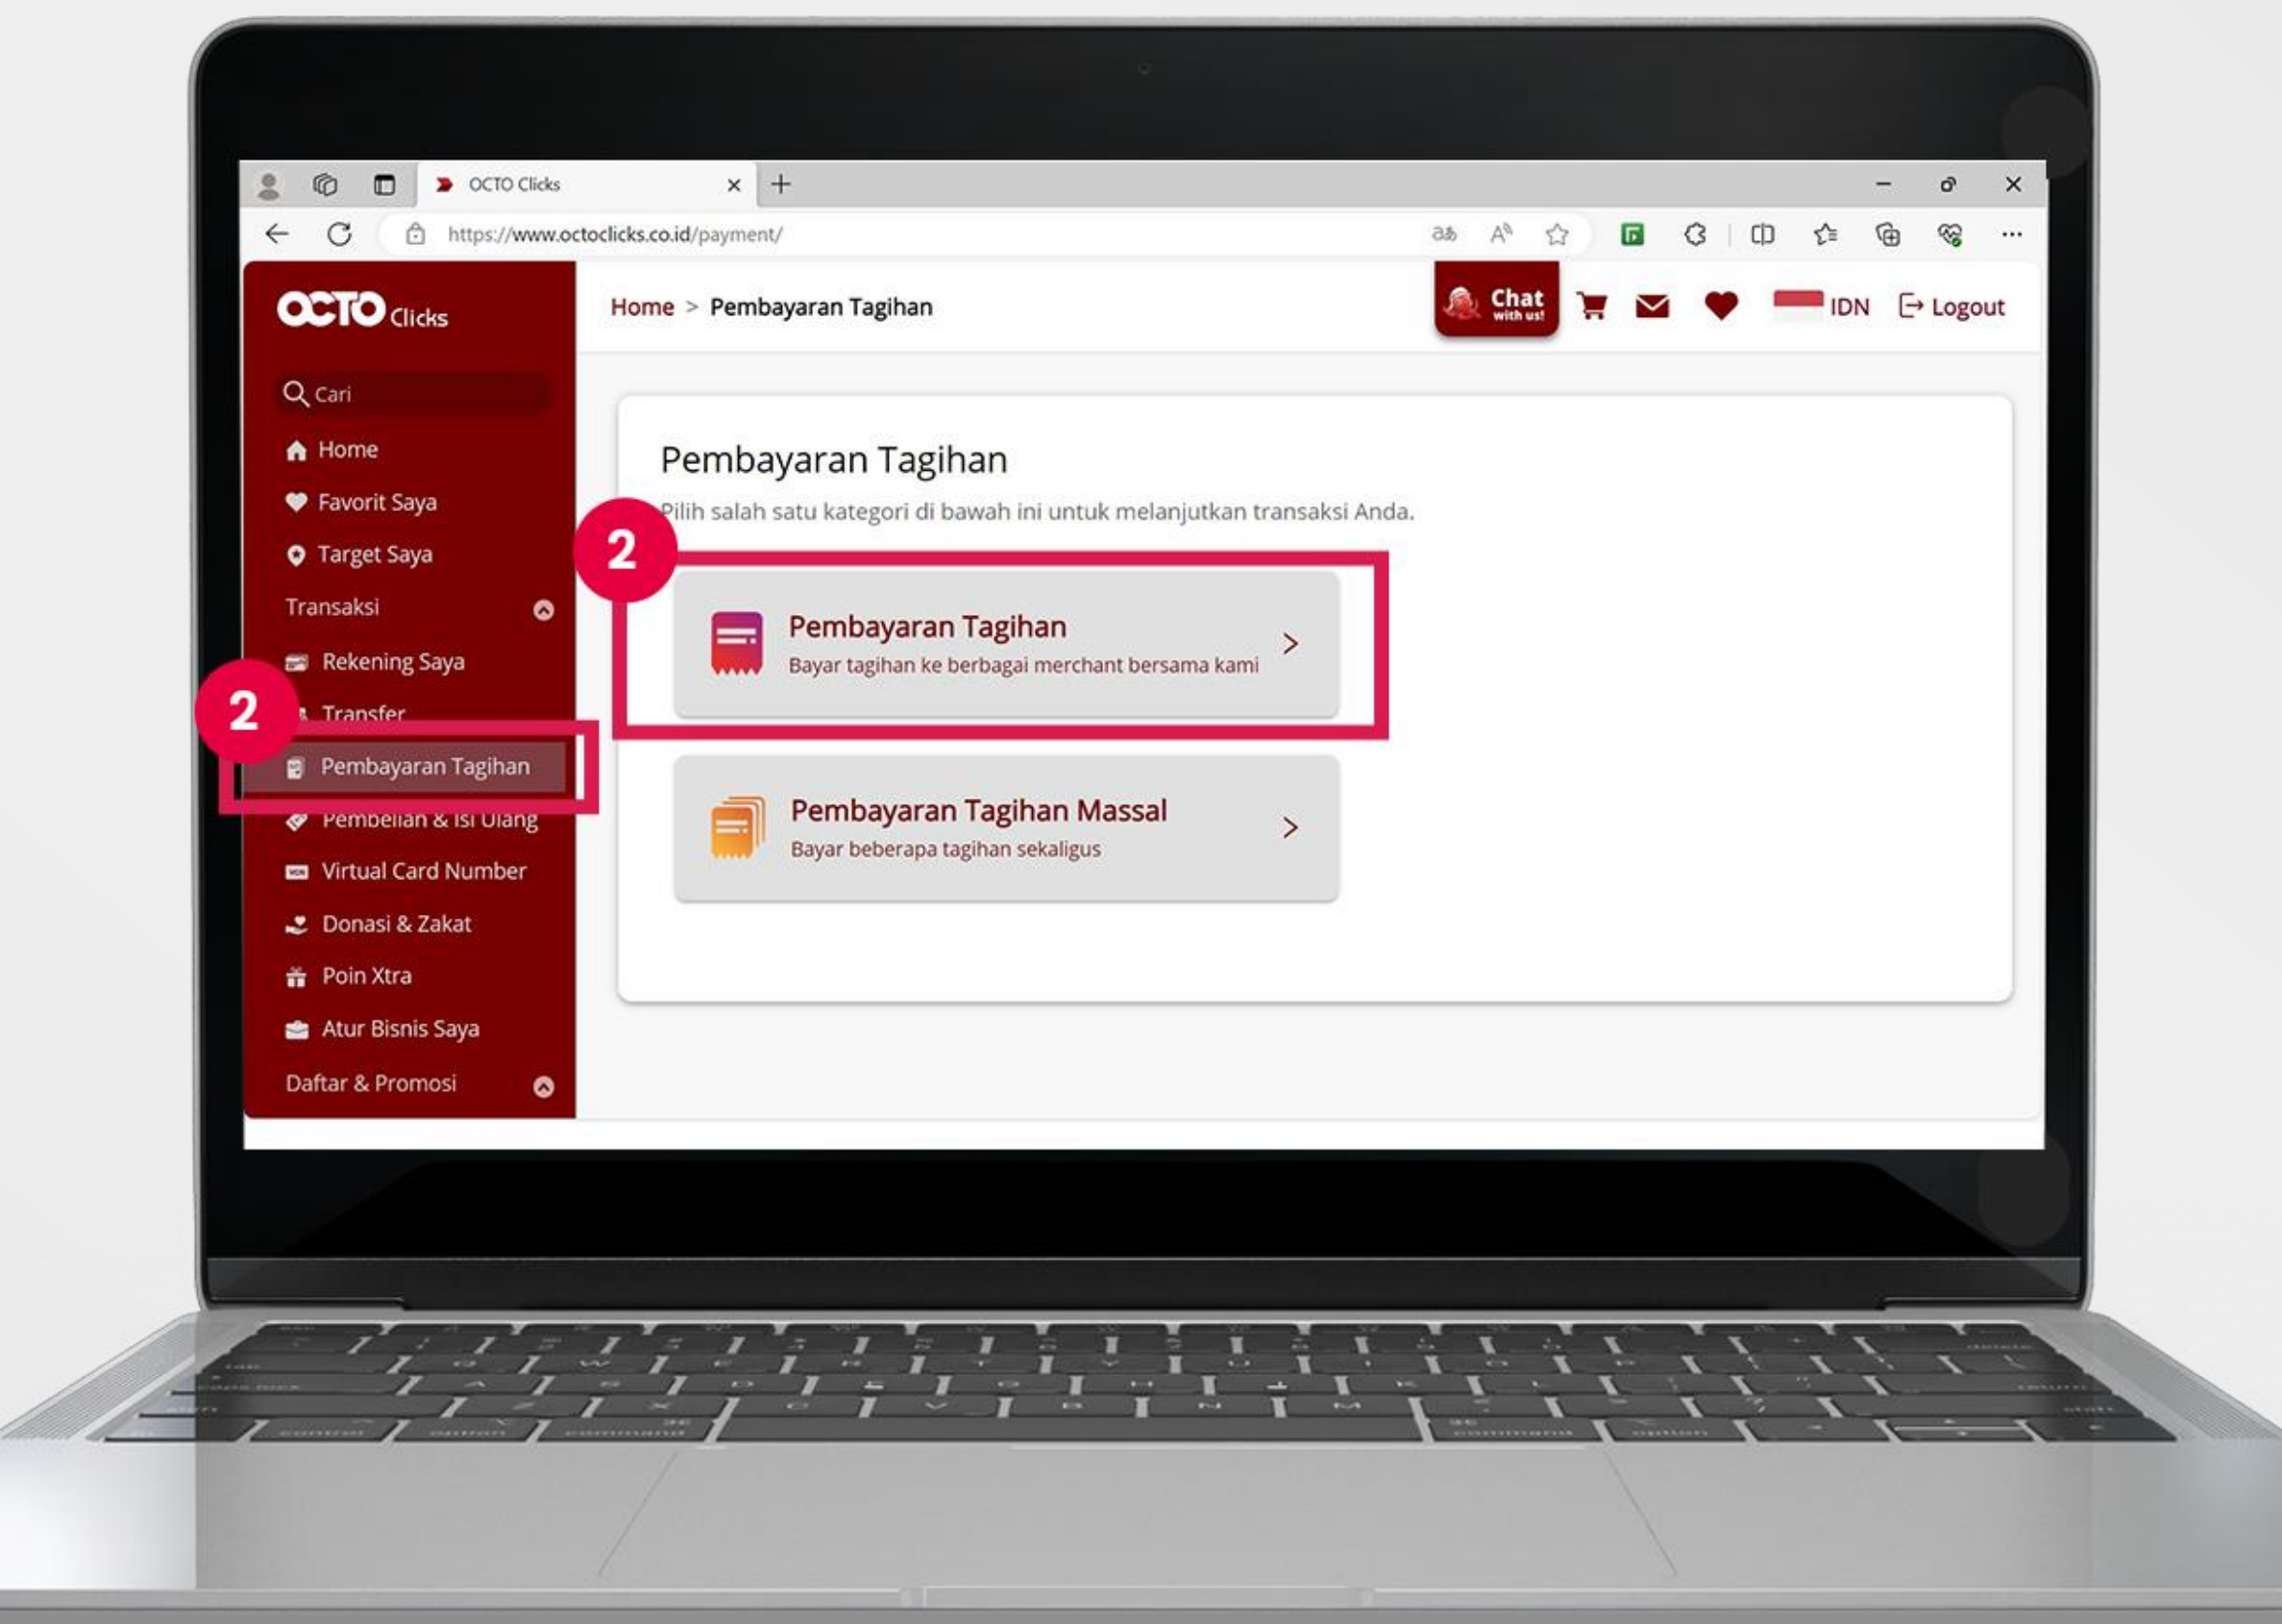 OCTO Clicks
https://www.octoclicks.co.id/payment/
OCTO Clicks
Home > Pembayaran Tagihan
Chat
with us!
IDN
Logout
Cari
Home
Favorit Saya
Target Saya
Transaksi
Rekening Saya
2
Transfer
Pembayaran Tagihan
Pembelian & Isi Ulang
Virtual Card Number
Donasi & Zakat
Poin Xtra
Atur Bisnis Saya
Daftar & Promosi
Pembayaran Tagihan
Pilih salah satu kategori di bawah ini untuk melanjutkan transaksi Anda.
2
Pembayaran Tagihan
Bayar tagihan ke berbagai merchant bersama kami
Pembayaran Tagihan Massal
Bayar beberapa tagihan sekaligus